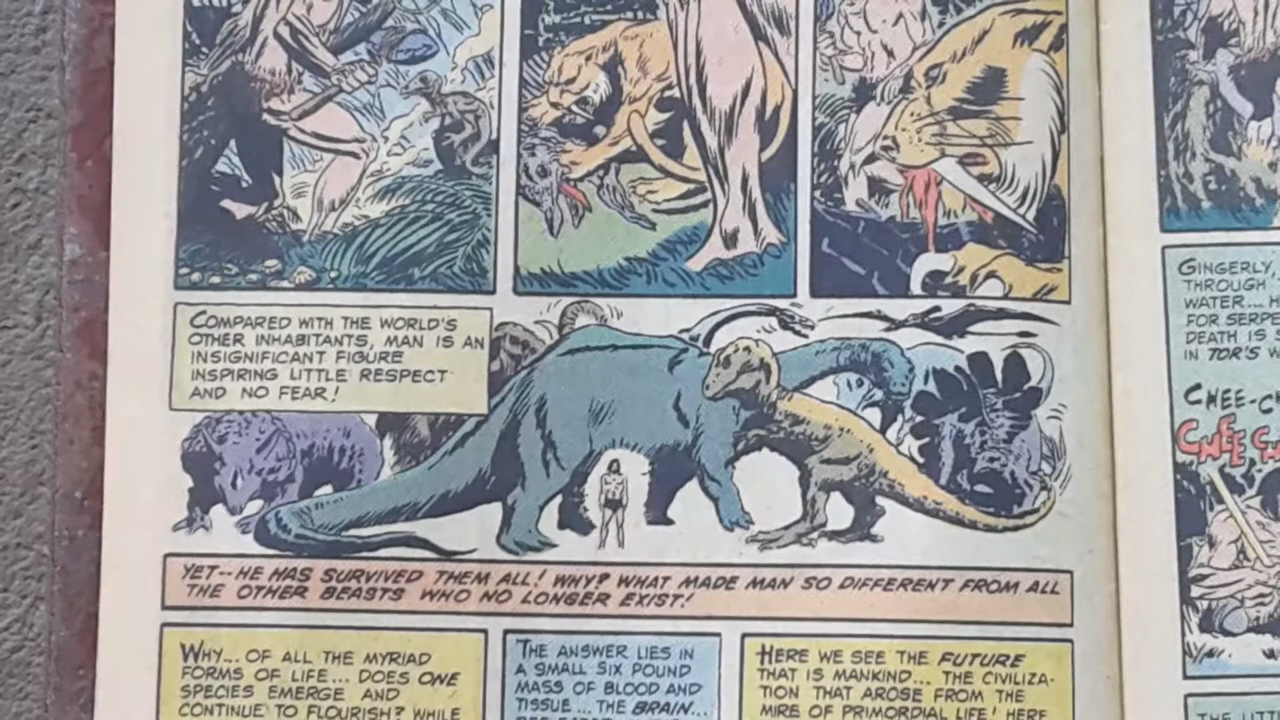 COMPARED WITH THE WORLD'S
OTHER INHABITANTS, MAN IS AN
INSIGNIFICANT FIGURE
INSPIRING LITTLE RESPECT
AND NO FEAR!
YET--HE HAS SURVIVED THEM ALL! WHY? WHAT MADE MAN SO DIFFERENT FROM ALL
THE OTHER BEASTS WHO NO LONGER EXIST!
WHY... OF ALL THE MYRIAD
FORMS OF LIFE... DOES ONE
SPECIES EMERGE AND
CONTINUE TO FLOURISH? WHILE
THE ANSWER LIES IN
A SMALL SIX POUND
MASS OF BLOOD AND
TISSUE... THE BRAIN...
HERE WE SEE THE FUTURE
THAT IS MANKIND... THE CIVILIZA-
TION THAT AROSE FROM THE
MIRE OF PRIMORDIAL LIFE! HERE
GINGERLY,
THROUGH
WATER...
FOR SERPE
DEATH IS
IN TOR'S
CHEE-C
CHEE
THE LITT